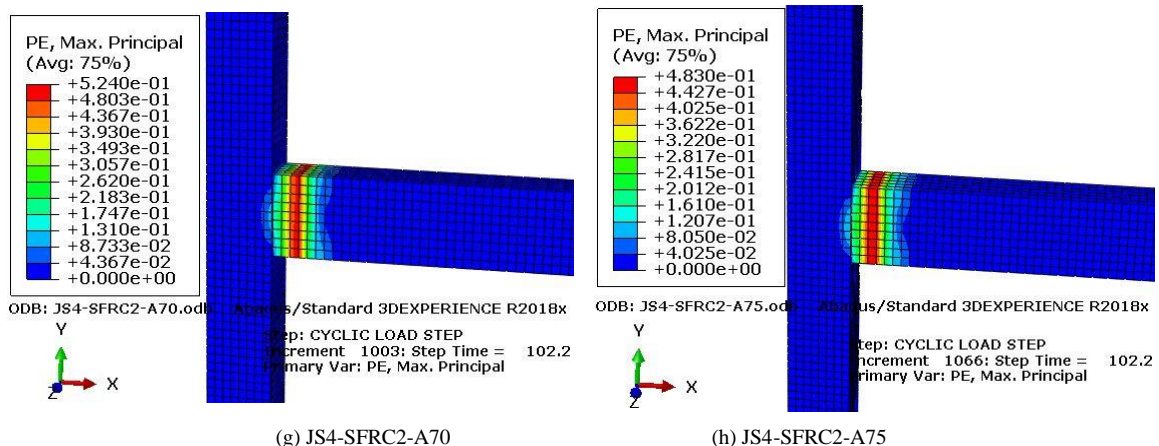 PE, Max. Principal
(Avg: 75%)
+5.240e-01
+4.803e-01
+4.367e-01
+3.930e-01
+3.493e-01
+3.057e-01
+2.620e-01
+2.183e-01
+1.747e-01
+1.310e-01
+8.733e-02
+4.367e-02
+0.000e+00
ODB: JS4-SFRC2-A70.odb Abaqus/Standard 3DEXPERIENCE R2018x
Step: CYCLIC LOAD STEP
Increment 1003: Step Time = 102.2
Primary Var: PE, Max. Principal
Y
X
Z
(g) JS4-SFRC2-A70
PE, Max. Principal
(Avg: 75%)
+4.830e-01
+4.427e-01
+4.025e-01
+3.622e-01
+3.220e-01
+2.817e-01
+2.415e-01
+2.012e-01
+1.610e-01
+1.207e-01
+8.050e-02
+4.025e-02
+0.000e+00
ODB: JS4-SFRC2-A75.odb Abaqus/Standard 3DEXPERIENCE R2018x
Step: CYCLIC LOAD STEP
Increment 1066: Step Time = 102.2
Primary Var: PE, Max. Principal
Y
X
Z
(h) JS4-SFRC2-A75